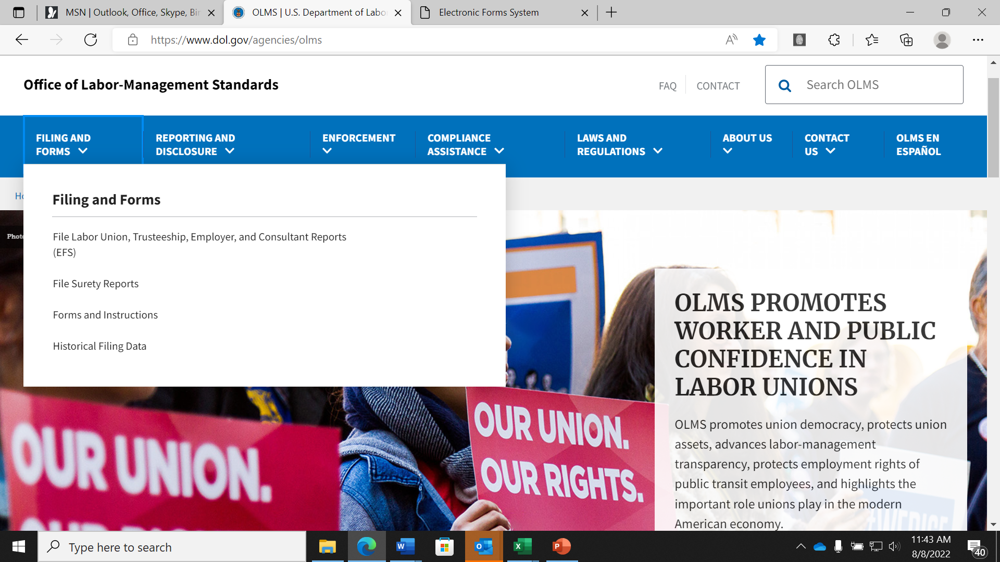 MSN | Outlook, Office, Skype, Bin
OLMS | U.S. Department of Labo
Electronic Forms System
https://www.dol.gov/agencies/olms
Office of Labor-Management Standards
FAQ
CONTACT
Search OLMS
FILING AND
FORMS
REPORTING AND
DISCLOSURE
ENFORCEMENT
COMPLIANCE
ASSISTANCE
LAWS AND
REGULATIONS
ABOUT US
CONTACT
US
OLMS EN
ESPAÑOL
Ho
Filing and Forms
File Labor Union, Trusteeship, Employer, and Consultant Reports
(EFS)
File Surety Reports
Forms and Instructions
Historical Filing Data
Photo
OLMS PROMOTES
WORKER AND PUBLIC
CONFIDENCE IN
LABOR UNIONS
OLMS promotes union democracy, protects union
assets, advances labor-management
transparency, protects employment rights of
public transit employees, and highlights the
important role unions play in the modern
American economy.
OUR UNION.
OUR UNION.
OUR RIGHTS.
Type here to search
11:43 AM
8/8/2022
40